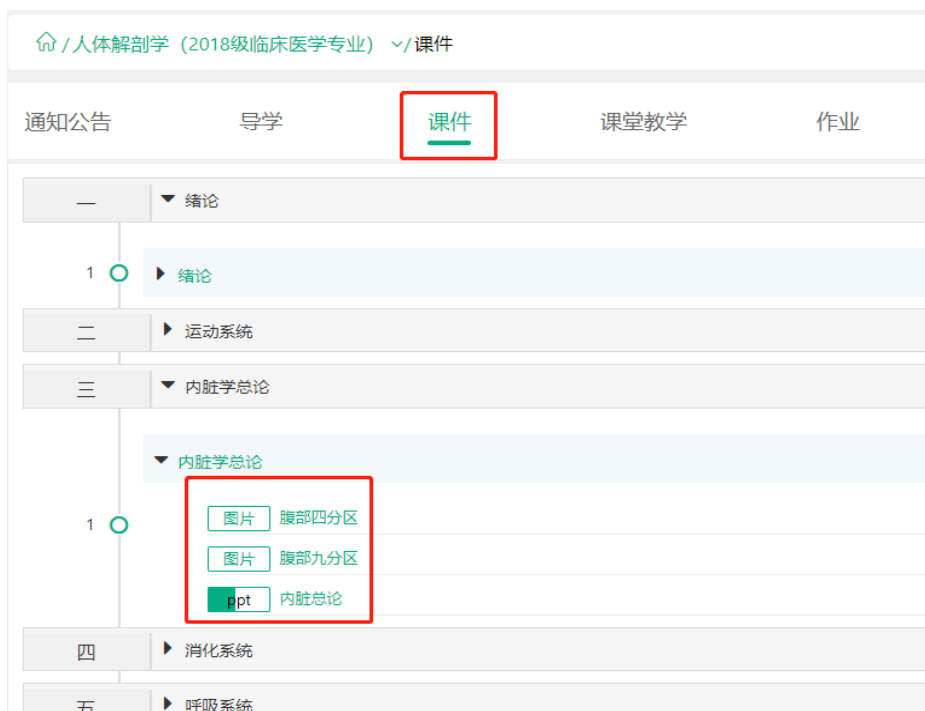 /人体解剖学（2018级临床医学专业） /课件
通知公告 导学 课件 课堂教学 作业
一 绪论
1 绪论
二 运动系统
三 内脏学总论
内脏学总论
图片 腹部四分区
1
图片 腹部九分区
ppt 内脏总论
四 消化系统
五 呼吸系统